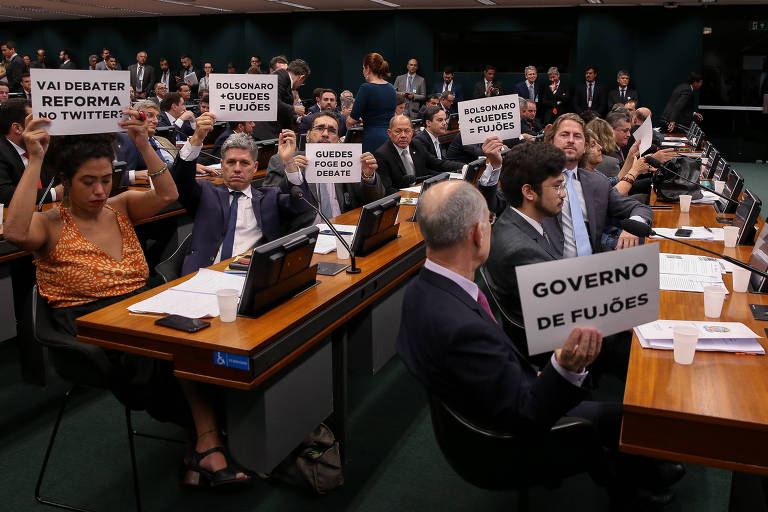 VAI DEBATER
REFORMA
NO TWITTER?
BOLSONARO
+GUEDES
= FUJÕES
GUEDES
FOGE DO
DEBATE
BOLSONARO
+GUEDES
= FUJÕES
GOVERNO
DE FUJÕES